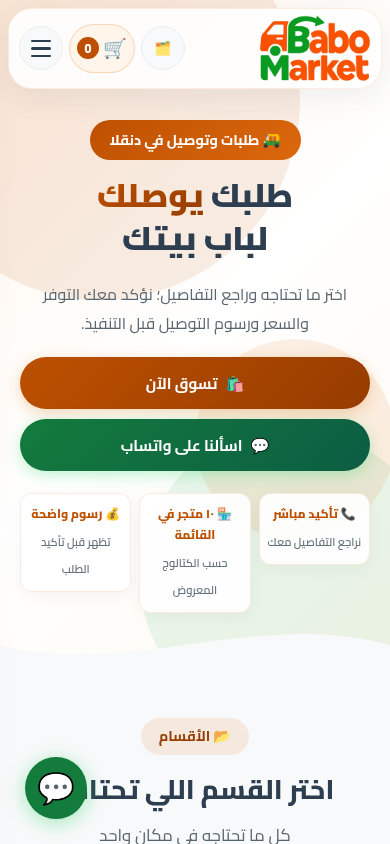 Babo
Market
0
طلبات وتوصيل في دنقلا
طلبك يوصلك
لباب بيتك
اختر ما تحتاجه وراجع التفاصيل؛ نؤكد معك التوفر
والسعر ورسوم التوصيل قبل التنفيذ.
تسوق الآن
اسألنا على واتساب
تأكيد مباشر
نراجع التفاصيل معك
١٠ متجر في
القائمة
حسب الكتالوج
المعروض
رسوم واضحة
تظهر قبل تأكيد
الطلب
الأقسام
اختر القسم اللي
كل ما تحتاجه في مكان واحد